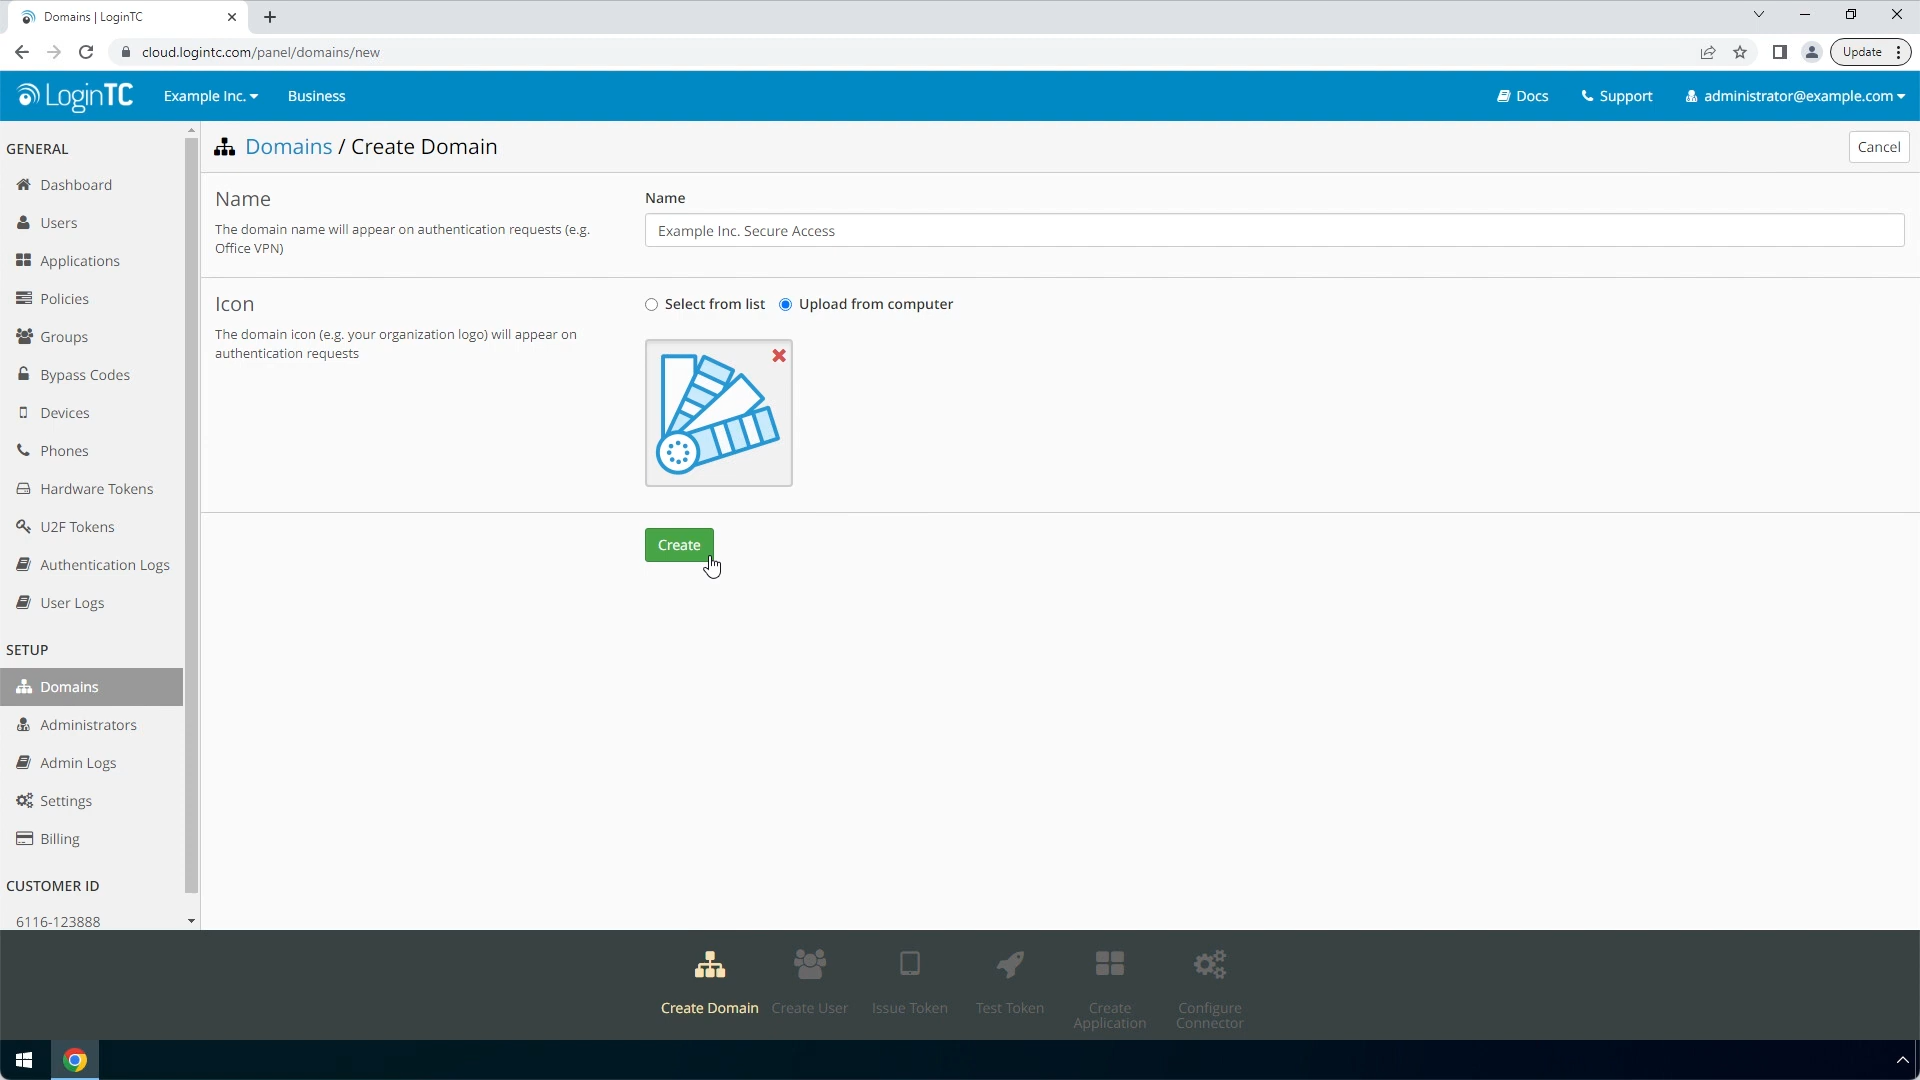 Domains | LoginTC
cloud.logintc.com/panel/domains/new
Update
LoginTC
Example Inc.
Business
Docs
Support
administrator@example.com
GENERAL
Dashboard
Users
Applications
Policies
Groups
Bypass Codes
Devices
Phones
Hardware Tokens
U2F Tokens
Authentication Logs
User Logs
SETUP
Domains
Administrators
Admin Logs
Settings
Billing
CUSTOMER ID
6116-123888
Domains / Create Domain
Cancel
Name
The domain name will appear on authentication requests (e.g.
Office VPN)
Name
Example Inc. Secure Access
Icon
The domain icon (e.g. your organization logo) will appear on
authentication requests
Select from list
Upload from computer
Create
Create Domain
Create User
Issue Token
Test Token
Create
Application
Configure
Connector